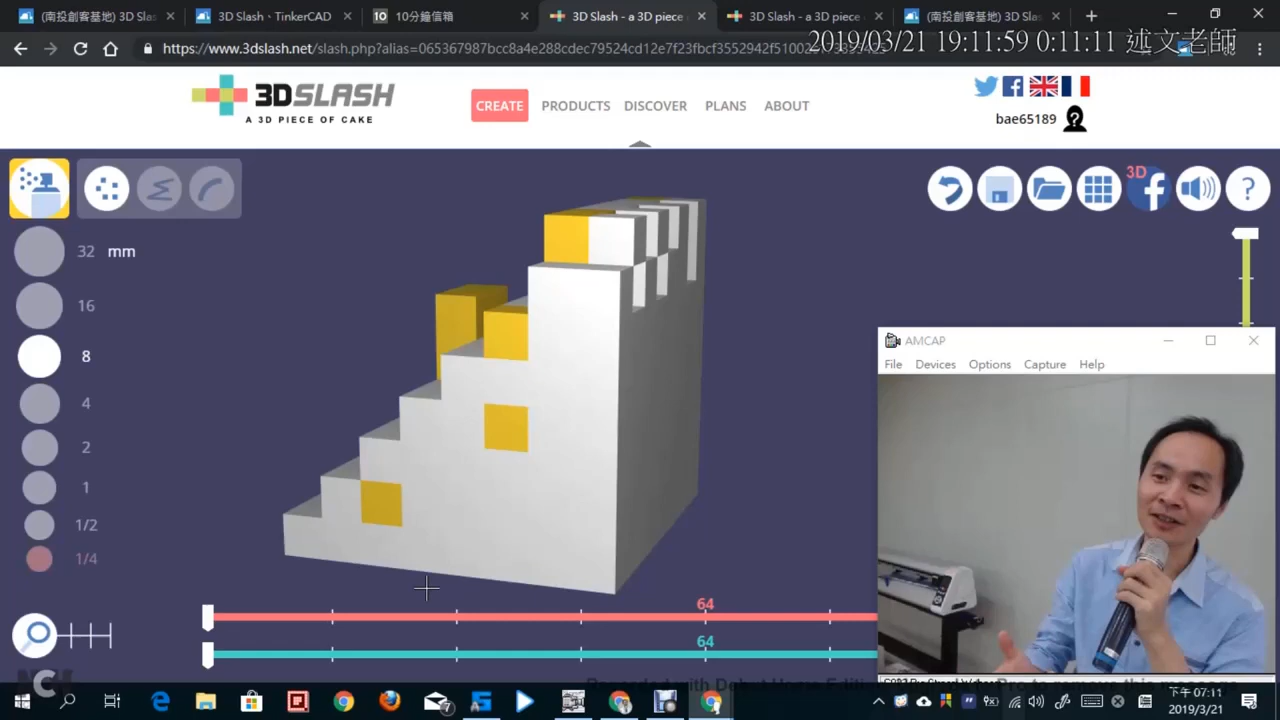 (南投創客基地) 3D Sla
3D Slash、TinkerCAD
10 10分鐘信箱
3D Slash - a 3D piece
3D Slash - a 3D piece
(南投創客基地) 3D Sla
https://www.3dslash.net/slash.php?alias=065367987bcc8a4e288cdec79524cd12e7f23fbcf3552942f5100
2019/03/21 19:11:59 0:11:11 述文老師
3DSLASH
A 3D PIECE OF CAKE
CREATE PRODUCTS DISCOVER PLANS ABOUT
bae65189
3D
32 mm
16
8
4
2
1
1/2
1/4
64
64
AMCAP
File Devices Options Capture Help
下午 07:11
2019/3/21